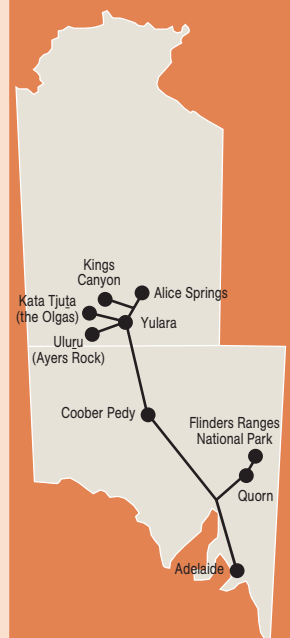 Kings
Canyon
Alice Springs
Kata Tjuṯa
(the Olgas)
Yulara
Uluṟu
(Ayers Rock)
Coober Pedy
Flinders Ranges
National Park
Quorn
Adelaide